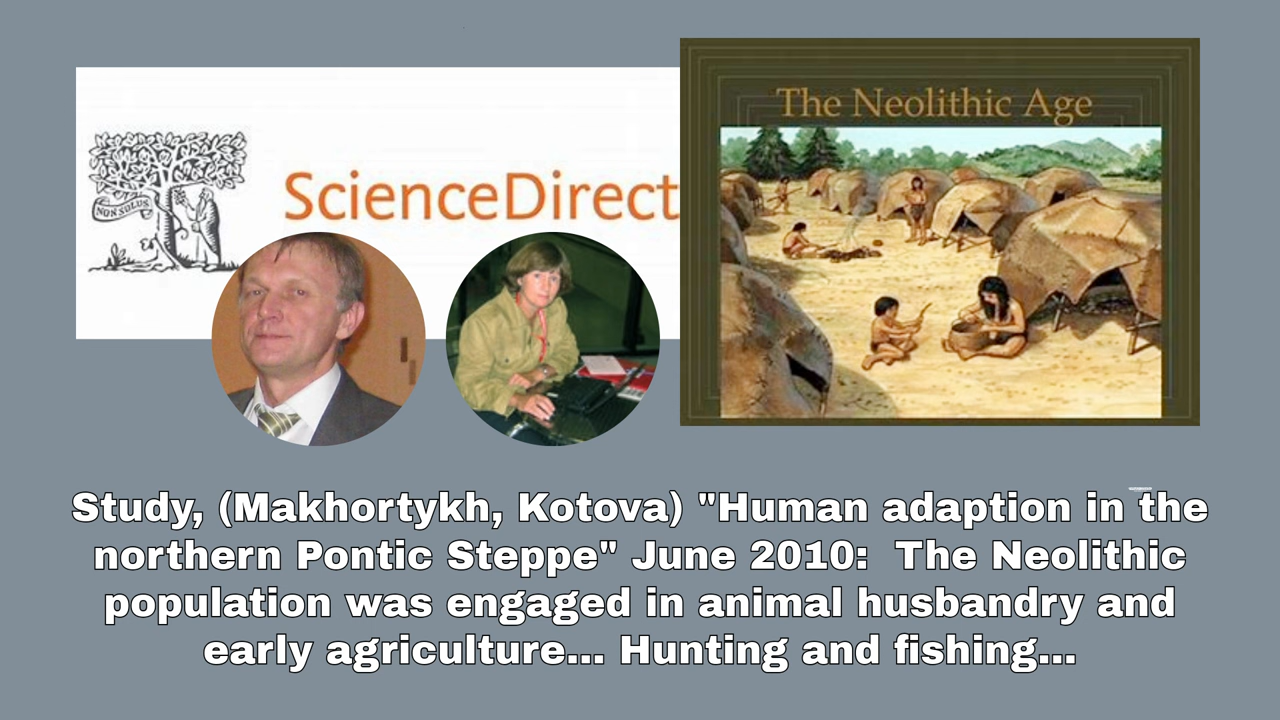 The Neolithic Age
NON SOLUS
ScienceDirect
Study, (Makhortykh, Kotova) "Human adaption in the
northern Pontic Steppe" June 2010:  The Neolithic
population was engaged in animal husbandry and
early agriculture... Hunting and fishing...